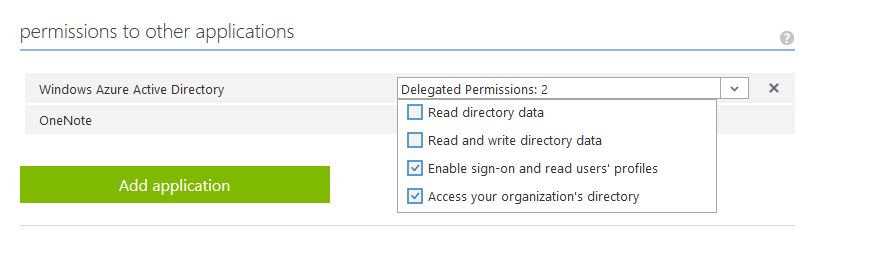 permissions to other applications
?
Windows Azure Active Directory
Delegated Permissions: 2
Read directory data
OneNote
Read and write directory data
Enable sign-on and read users' profiles
Add application
Access your organization's directory